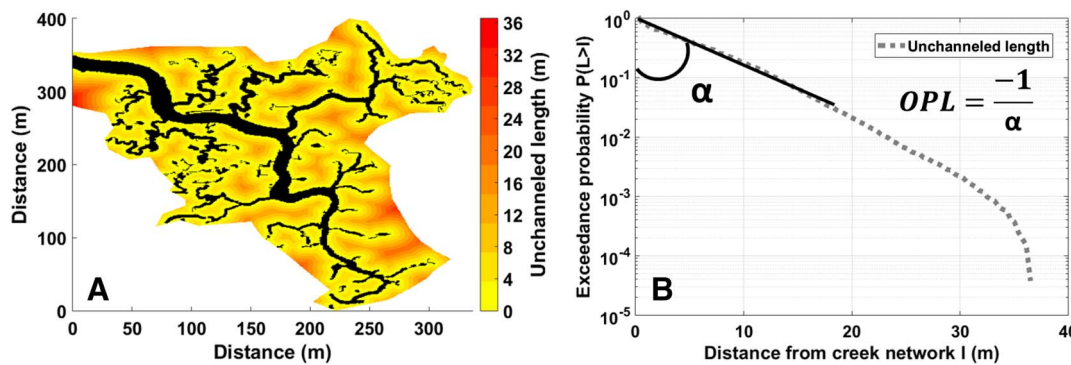 400
300
200
100
0
Distance (m)
0 50 100 150 200 250 300
Distance (m)
A
36
32
28
24
20
16
12
8
4
0
Unchanneled length (m)
10^0
10^-1
10^-2
10^-3
10^-4
10^-5
Exceedance probability P(L>l)
Unchanneled length
α
OPL = -1/α
B
0 10 20 30 40
Distance from creek network l (m)